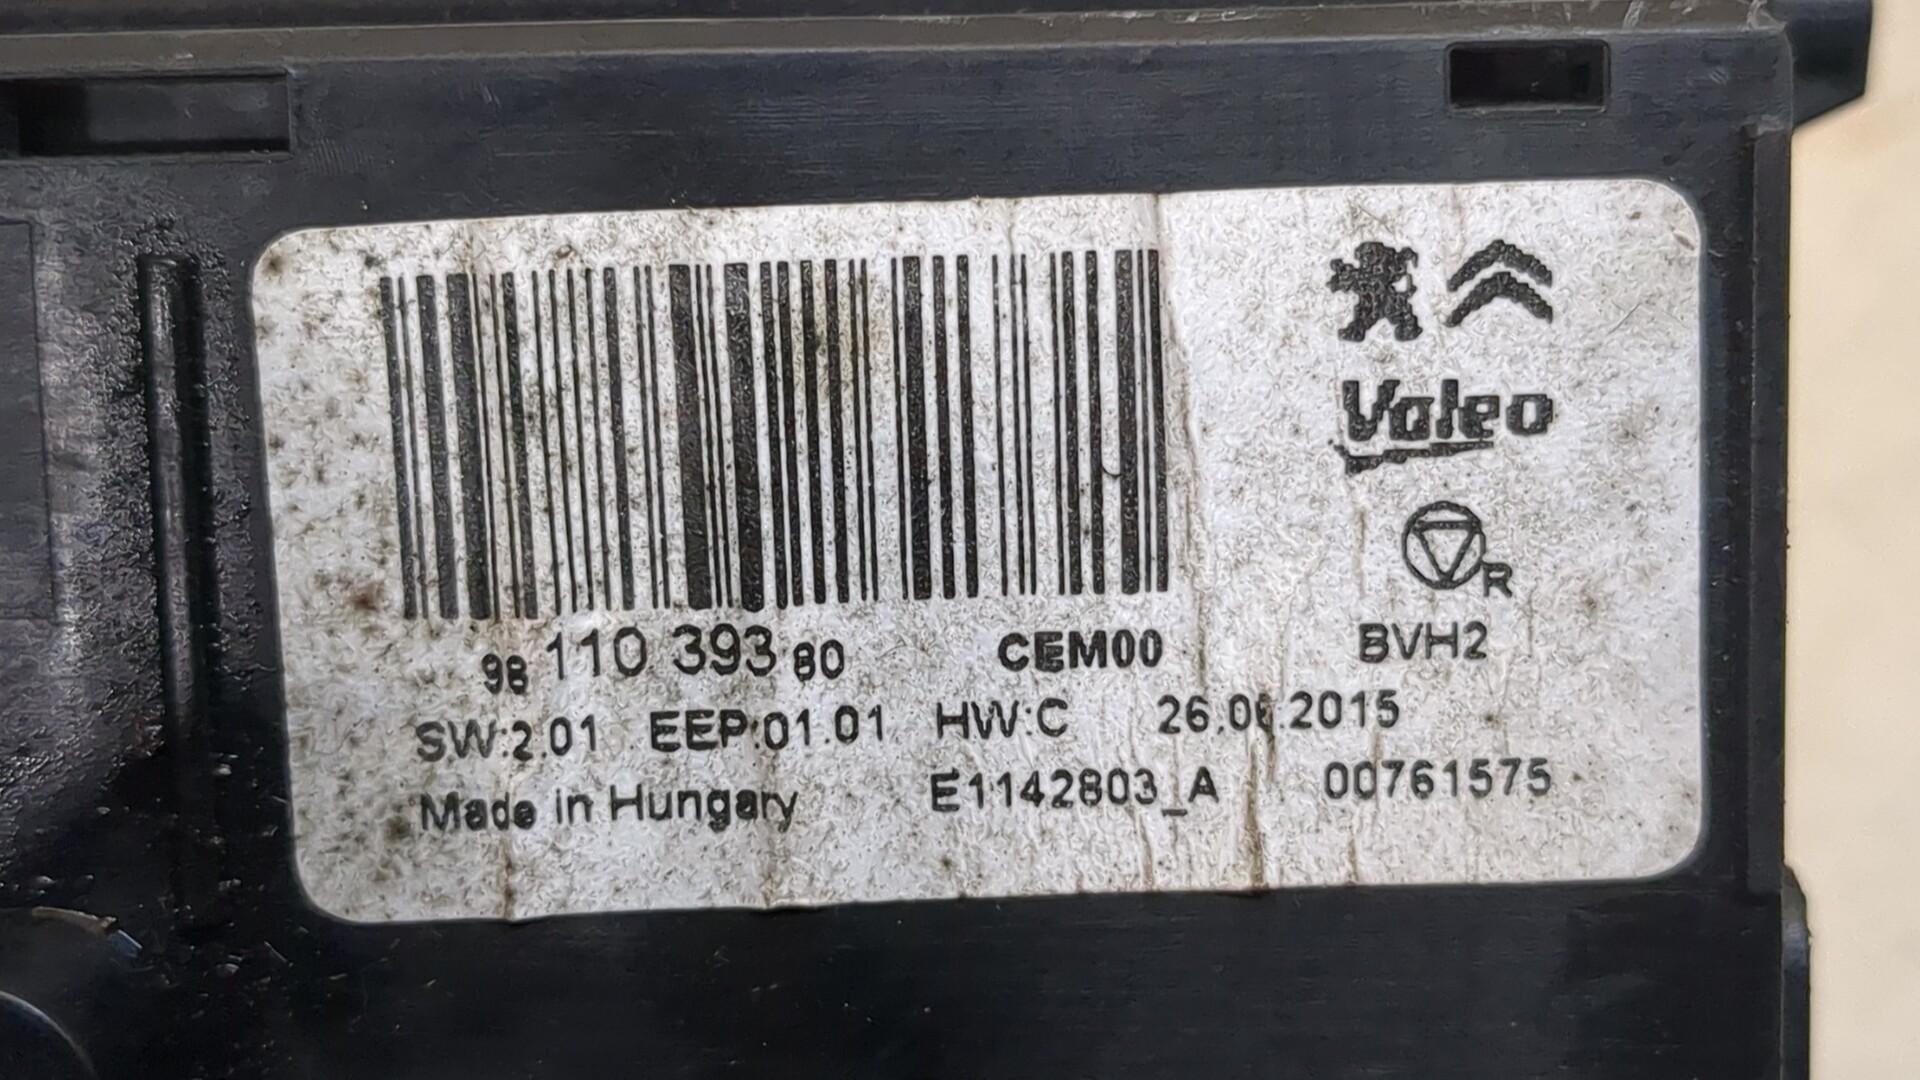 Valeo
R
98 110 393 80 CEM00 BVH2
SW:2.01 EEP:01.01 HW:C
Made in Hungary E1142803_A 00761575